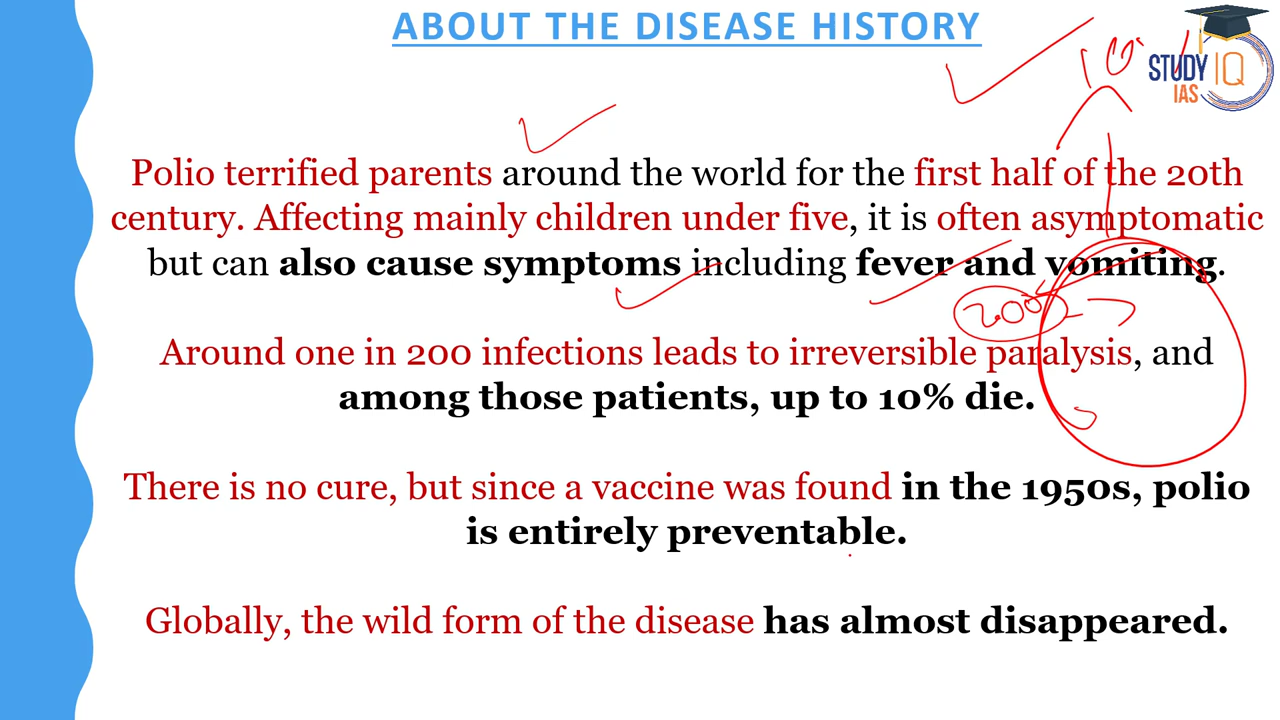 ABOUT THE DISEASE HISTORY
STUDY IQ
IAS
Polio terrified parents around the world for the first half of the 20th
century. Affecting mainly children under five, it is often asymptomatic
but can also cause symptoms including fever and vomiting.
200
Around one in 200 infections leads to irreversible paralysis, and
among those patients, up to 10% die.
There is no cure, but since a vaccine was found in the 1950s, polio
is entirely preventable.
Globally, the wild form of the disease has almost disappeared.